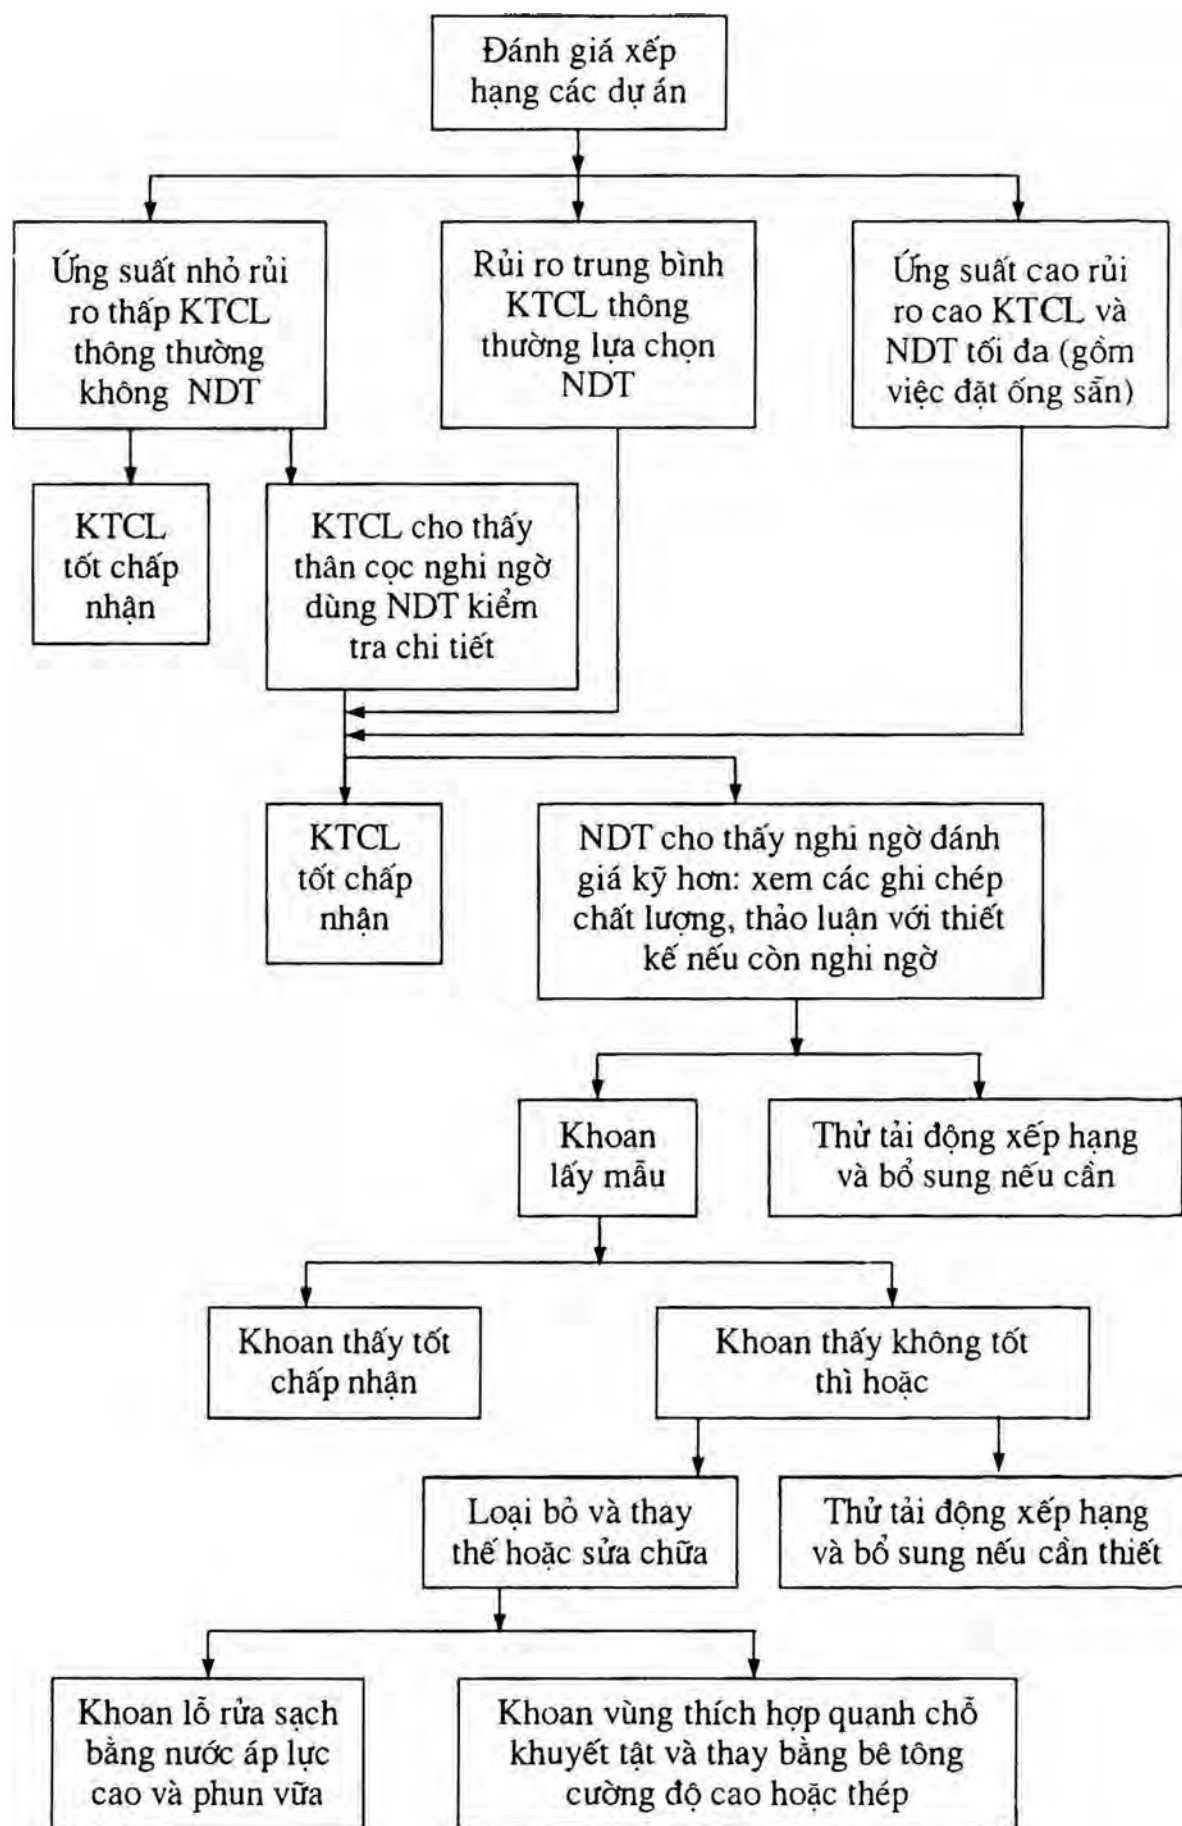 Đánh giá xếp
hạng các dự án
Ứng suất nhỏ rủi
ro thấp KTCL
thông thường
không NDT
Rủi ro trung bình
KTCL thông
thường lựa chọn
NDT
Ứng suất cao rủi
ro cao KTCL và
NDT tối đa (gồm
việc đặt ống sẵn)
KTCL
tốt chấp
nhận
KTCL cho thấy
thân cọc nghi ngờ
dùng NDT kiểm
tra chi tiết
KTCL
tốt chấp
nhận
NDT cho thấy nghi ngờ đánh
giá kỹ hơn: xem các ghi chép
chất lượng, thảo luận với thiết
kế nếu còn nghi ngờ
Khoan
lấy mẫu
Thử tải động xếp hạng
và bổ sung nếu cần
Khoan thấy tốt
chấp nhận
Khoan thấy không tốt
thì hoặc
Loại bỏ và thay
thế hoặc sửa chữa
Thử tải động xếp hạng
và bổ sung nếu cần thiết
Khoan lỗ rửa sạch
bằng nước áp lực
cao và phun vữa
Khoan vùng thích hợp quanh chỗ
khuyết tật và thay bằng bê tông
cường độ cao hoặc thép